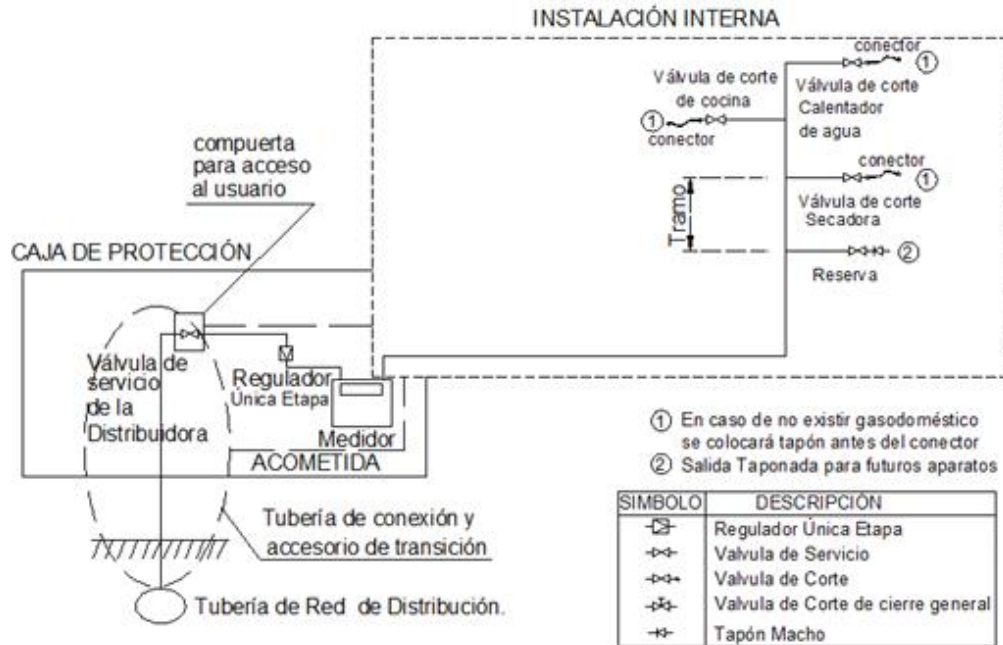 INSTALACIÓN INTERNA
conector
1
Válvula de corte
de cocina
Válvula de corte
Calentador
de agua
1
conector
compuerta
para acceso
al usuario
conector
1
Tramo
Válvula de corte
Secadora
2
Reserva
CAJA DE PROTECCIÓN
Válvula de
servicio
de la
Distribuidora
Regulador
Única Etapa
Medidor
ACOMETIDA
1 En caso de no existir gasodoméstico
se colocará tapón antes del conector
2 Salida Taponada para futuros aparatos
Tubería de conexión y
accesorio de transición
Tubería de Red de Distribución.
SIMBOLO DESCRIPCIÓN
Regulador Única Etapa
Valvula de Servicio
Valvula de Corte
Valvula de Corte de cierre general
Tapón Macho